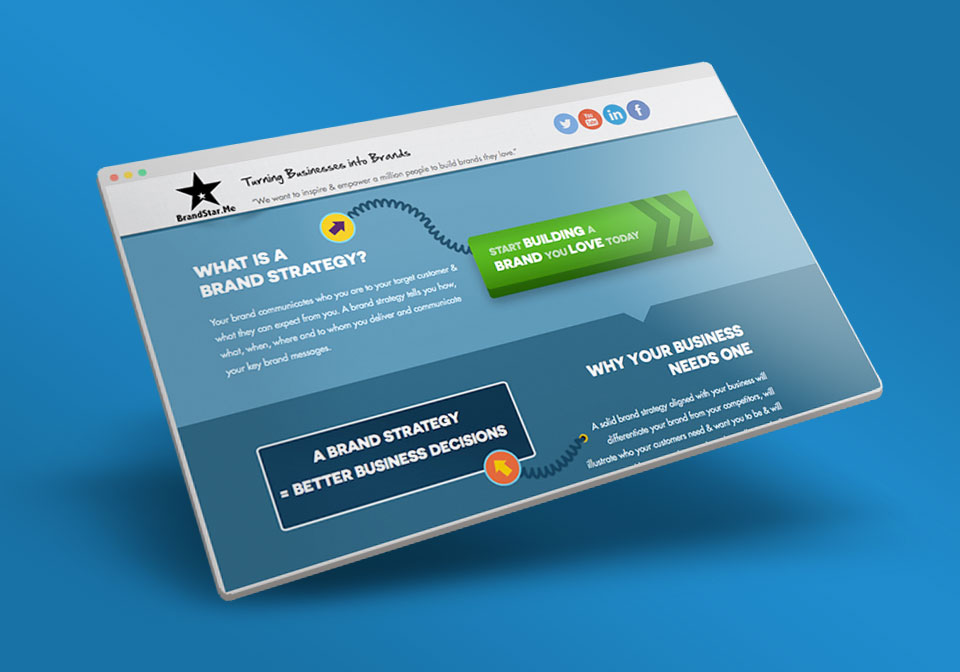 Turning Businesses into Brands
"We want to inspire & empower a million people to build brands they love."
BrandStar.Me
You
Tube
in
f
WHAT IS A
BRAND STRATEGY?
Your brand communicates who you are to your target customer &
what they can expect from you. A brand strategy tells you how,
what, when, where and to whom you deliver and communicate
your key brand messages.
START BUILDING A
BRAND YOU LOVE TODAY
WHY YOUR BUSINESS
NEEDS ONE
A solid brand strategy aligned with your business will
differentiate your brand from your competitors, will
illustrate who your customers need & want you to be & will
A BRAND STRATEGY
= BETTER BUSINESS DECISIONS